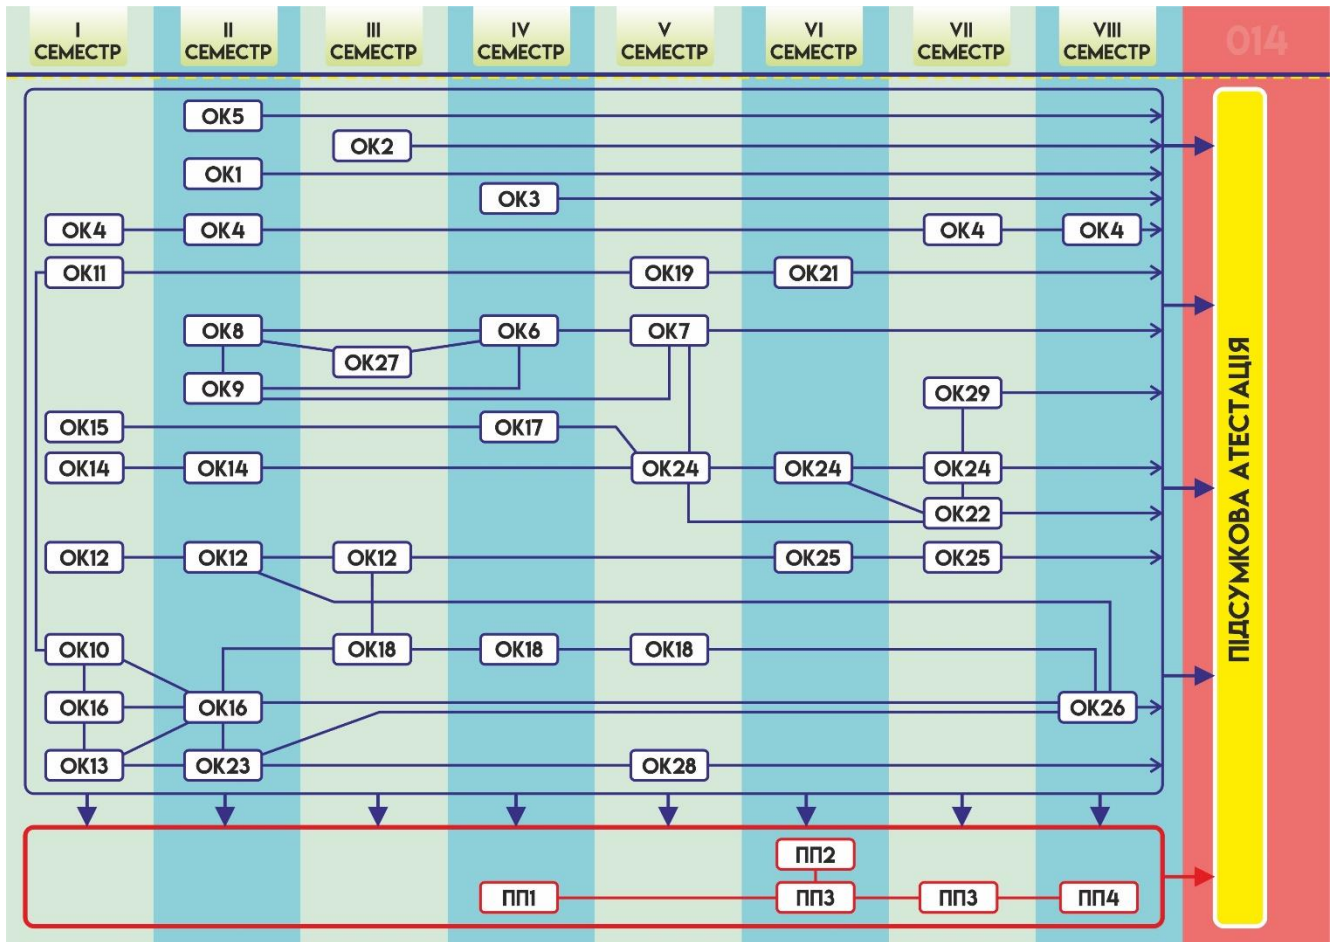 I
СЕМЕСТР
II
СЕМЕСТР
III
СЕМЕСТР
IV
СЕМЕСТР
V
СЕМЕСТР
VI
СЕМЕСТР
VII
СЕМЕСТР
VIII
СЕМЕСТР
014
ОК5
ОК2
ОК1
ОК3
ОК4 ОК4 ОК4 ОК4
ОК11 ОК19 ОК21
ОК8 ОК6 ОК7
ОК27
ОК9
ОК29
ОК15 ОК17
ОК14 ОК14 ОК24 ОК24 ОК24
ОК22
ОК12 ОК12 ОК12 ОК25 ОК25
ОК10 ОК18 ОК18 ОК18
ОК16 ОК16 ОК26
ОК13 ОК23 ОК28
ПП2
ПП1 ПП3 ПП3 ПП4
ПІДСУМКОВА АТЕСТАЦІЯ